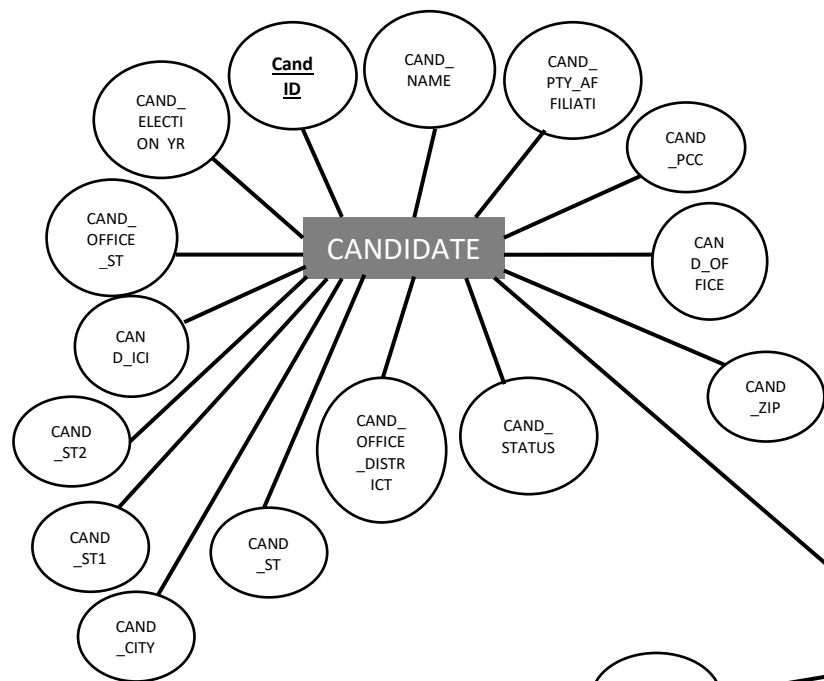 Cand
ID
CAND_
NAME
CAND_
PTY_AF
FILIATI
CAND_
ELECTI
ON YR
CAND
_PCC
CAND_
OFFICE
_ST
CANDIDATE
CAN
D_OF
FICE
CAN
D_ICI
CAND
_ZIP
CAND
_ST2
CAND_
OFFICE
_DISTR
ICT
CAND_
STATUS
CAND
_ST1
CAND
_ST
CAND
_CITY